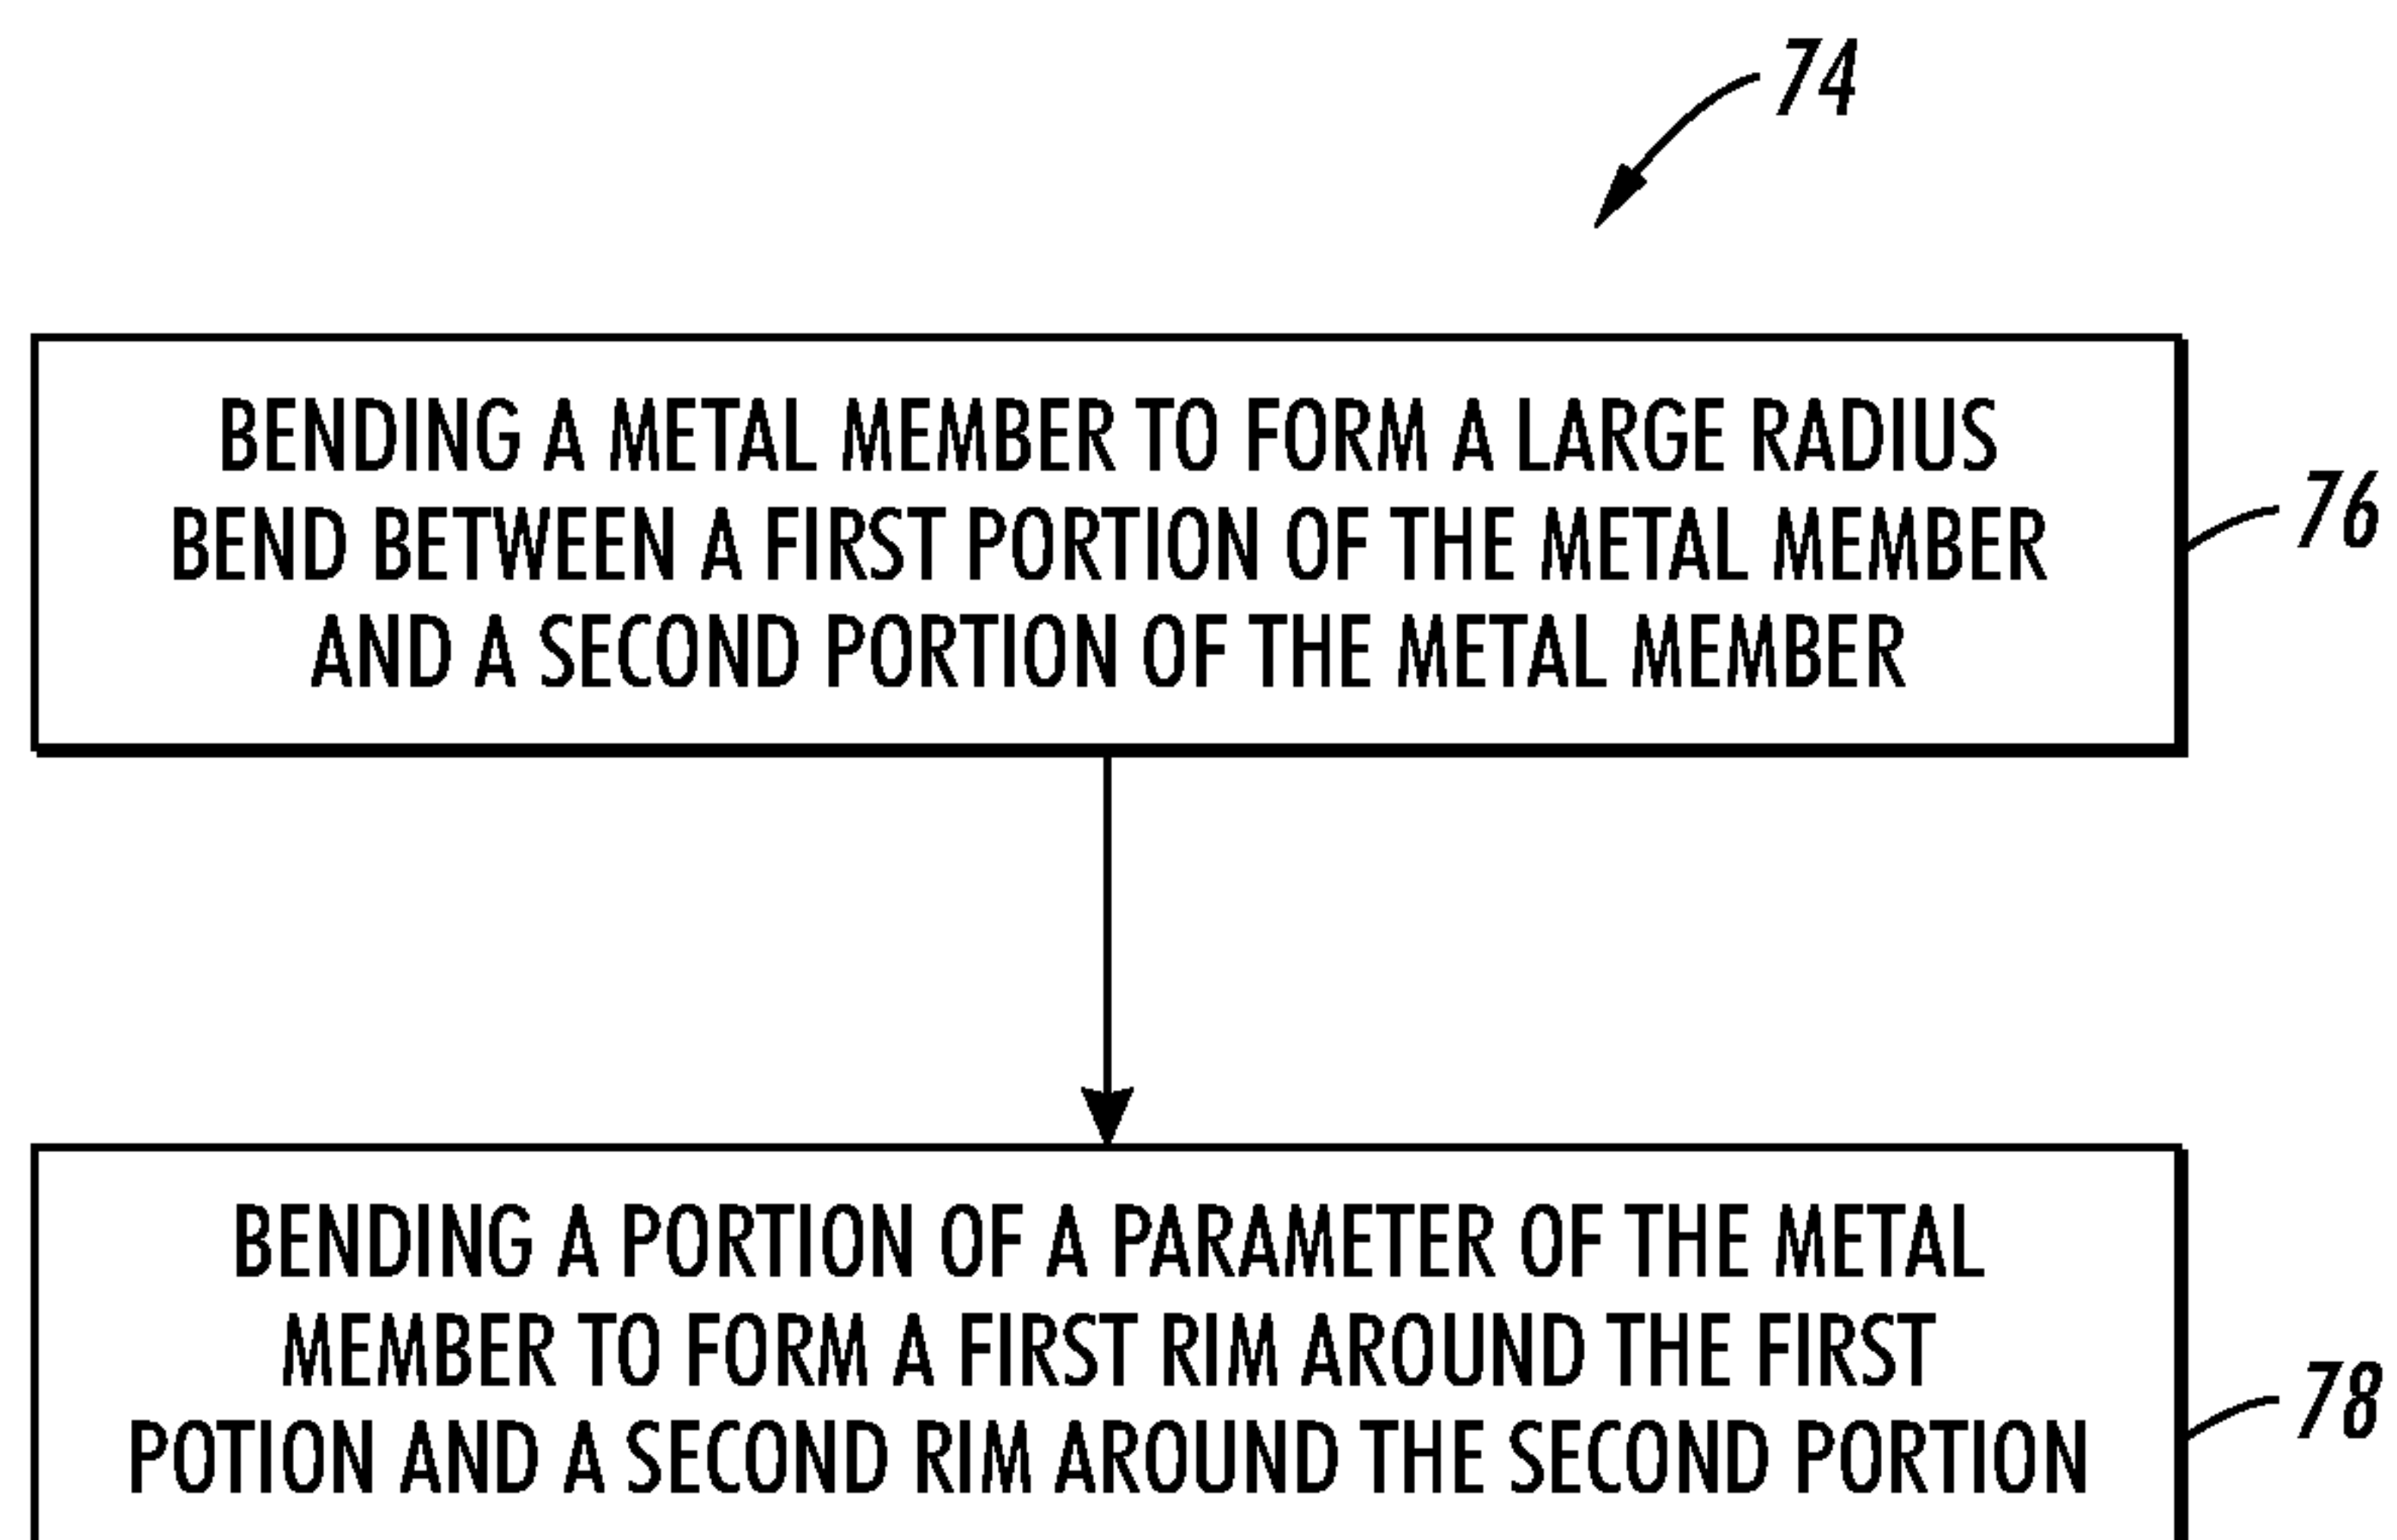 74
BENDING A METAL MEMBER TO FORM A LARGE RADIUS
BEND BETWEEN A FIRST PORTION OF THE METAL MEMBER
AND A SECOND PORTION OF THE METAL MEMBER
76
BENDING A PORTION OF A PARAMETER OF THE METAL
MEMBER TO FORM A FIRST RIM AROUND THE FIRST
POTION AND A SECOND RIM AROUND THE SECOND PORTION
78